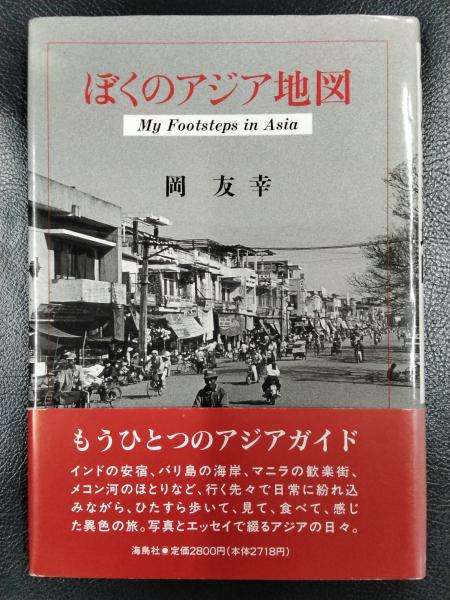 ぼくのアジア地図
My Footsteps in Asia
岡 友幸
もうひとつのアジアガイド
インドの安宿、バリ島の海岸、マニラの歓楽街、
メコン河のほとりなど、行く先々で日常に紛れ込
みながら、ひたすら歩いて、見て、食べて、感じ
た異色の旅。写真とエッセイで綴るアジアの日々。
海鳥社●定価2800円(本体2718円)